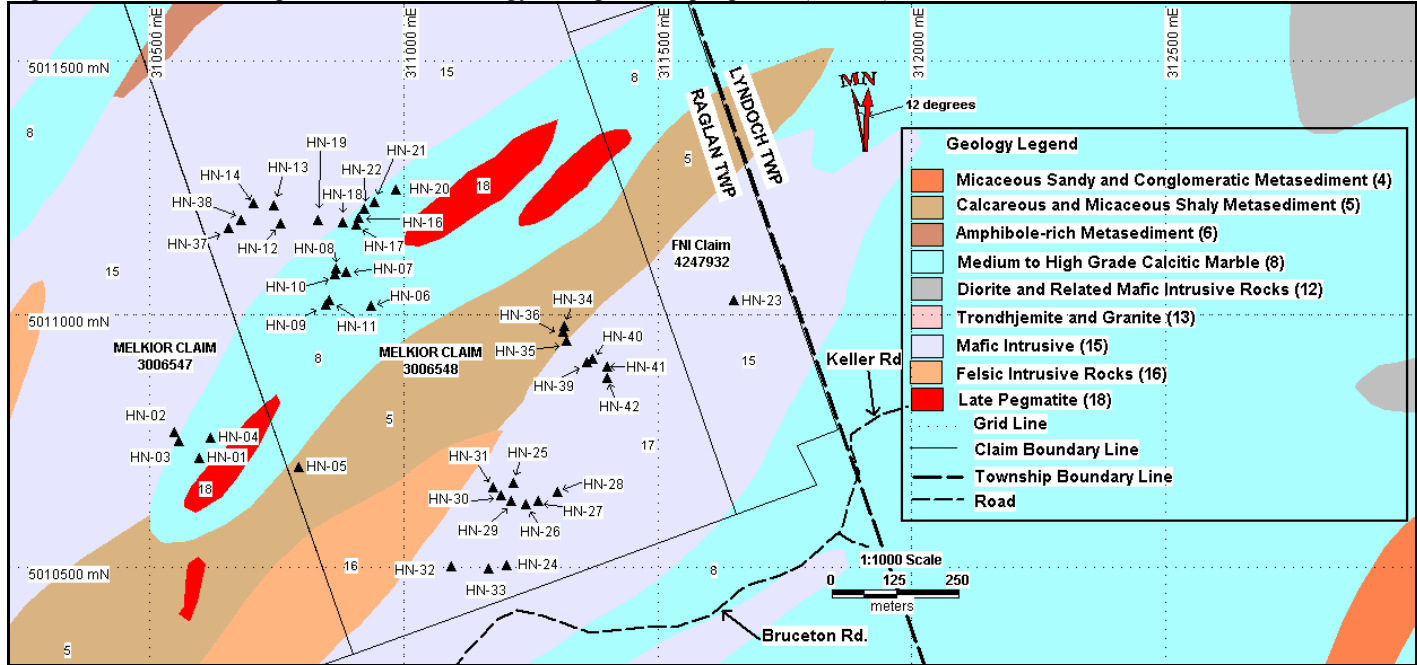 310500 mE
311000 mE
311500 mE
312000 mE
312500 mE
5011500 mN
15
8
8
MN
12 degrees
LYNDOCH TWP
RAGLAN TWP
8
HN-19
HN-21
HN-13
HN-22
HN-14
HN-18
HN-20
18
5
HN-38
HN-16
HN-37
HN-12
HN-08
HN-17
FNI Claim
4247932
15
HN-07
HN-10
HN-06
HN-34
HN-23
5011000 mN
HN-09
HN-11
HN-36
HN-40
MELKIOR CLAIM
3006547
8
MELKIOR CLAIM
3006548
HN-35
HN-41
15
Keller Rd
HN-39
HN-42
HN-02
5
HN-04
HN-03
HN-01
HN-05
17
HN-31
HN-25
18
HN-30
HN-28
HN-29
HN-27
HN-26
5010500 mN
16
HN-32
HN-24
8
HN-33
1:1000 Scale
0 125 250
meters
Bruceton Rd.
5
Geology Legend
Micaceous Sandy and Conglomeratic Metasediment (4)
Calcareous and Micaceous Shaly Metasediment (5)
Amphibole-rich Metasediment (6)
Medium to High Grade Calcitic Marble (8)
Diorite and Related Mafic Intrusive Rocks (12)
Trondhjemite and Granite (13)
Mafic Intrusive (15)
Felsic Intrusive Rocks (16)
Late Pegmatite (18)
Grid Line
Claim Boundary Line
Township Boundary Line
Road